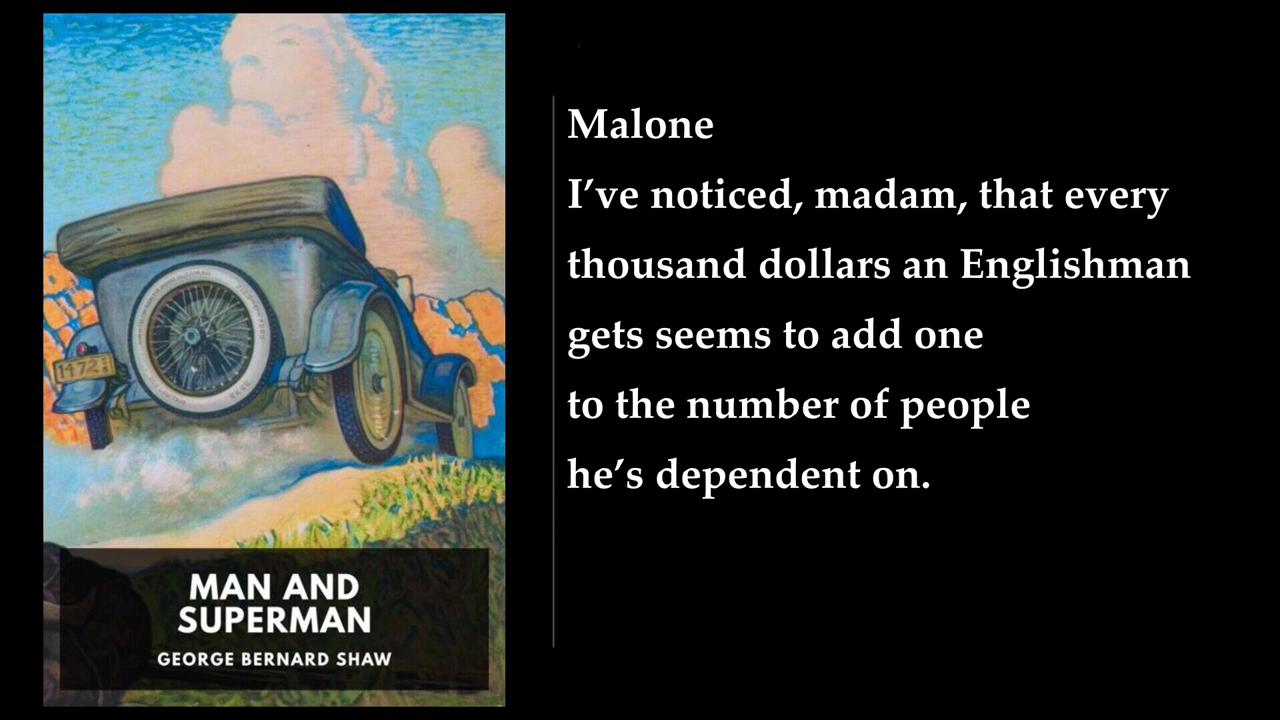 1472
MAN AND
SUPERMAN
GEORGE BERNARD SHAW
Malone
I’ve noticed, madam, that every
thousand dollars an Englishman
gets seems to add one
to the number of people
he’s dependent on.